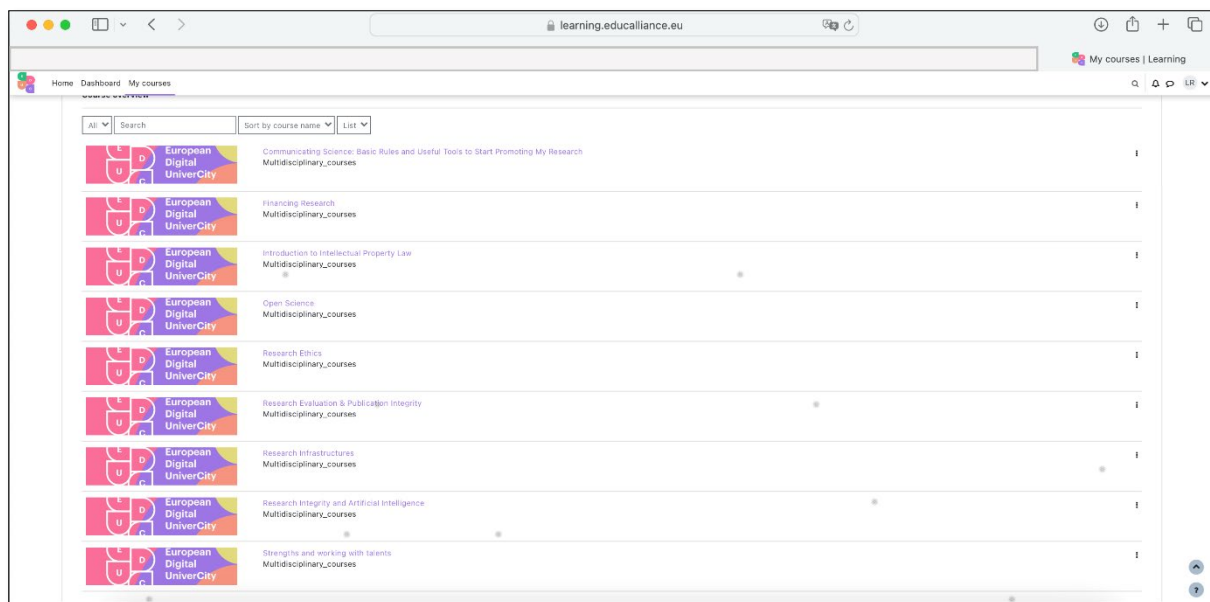 learning.educalliance.eu
My courses | Learning
Home Dashboard My courses
LR
Course overview
All Search Sort by course name List
European Digital UniverCity
Communicating Science: Basic Rules and Useful Tools to Start Promoting My Research
Multidisciplinary_courses
European Digital UniverCity
Financing Research
Multidisciplinary_courses
European Digital UniverCity
Introduction to Intellectual Property Law
Multidisciplinary_courses
European Digital UniverCity
Open Science
Multidisciplinary_courses
European Digital UniverCity
Research Ethics
Multidisciplinary_courses
European Digital UniverCity
Research Evaluation & Publication Integrity
Multidisciplinary_courses
European Digital UniverCity
Research Infrastructures
Multidisciplinary_courses
European Digital UniverCity
Research Integrity and Artificial Intelligence
Multidisciplinary_courses
European Digital UniverCity
Strengths and working with talents
Multidisciplinary_courses
?